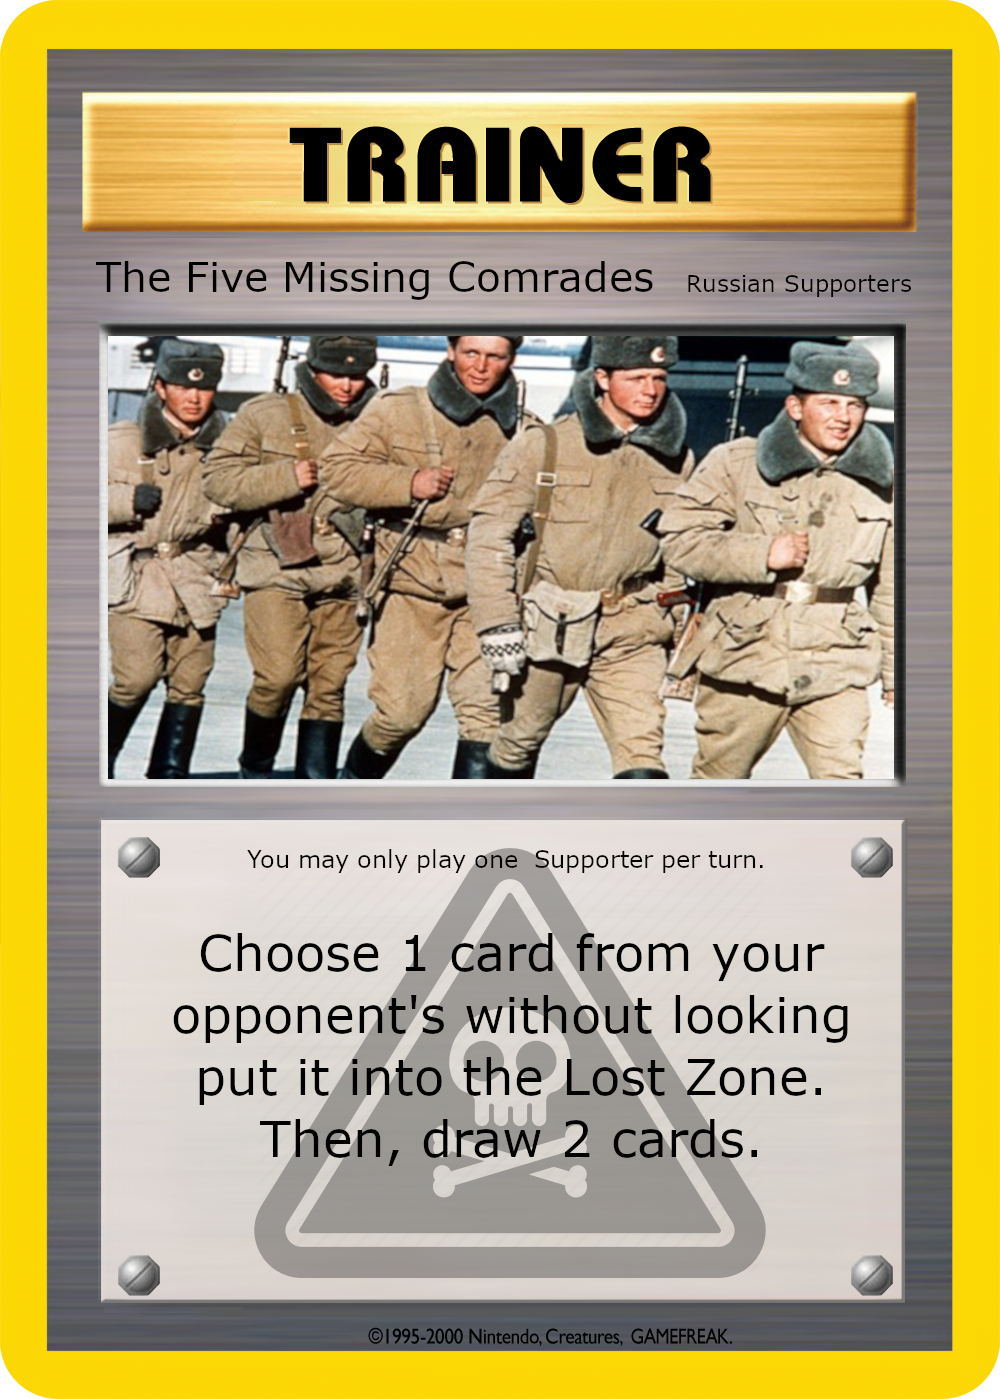 TRAINER
The Five Missing Comrades Russian Supporters
You may only play one Supporter per turn.
Choose 1 card from your
opponent's without looking
put it into the Lost Zone.
Then, draw 2 cards.
©1995-2000 Nintendo, Creatures, GAMEFREAK.